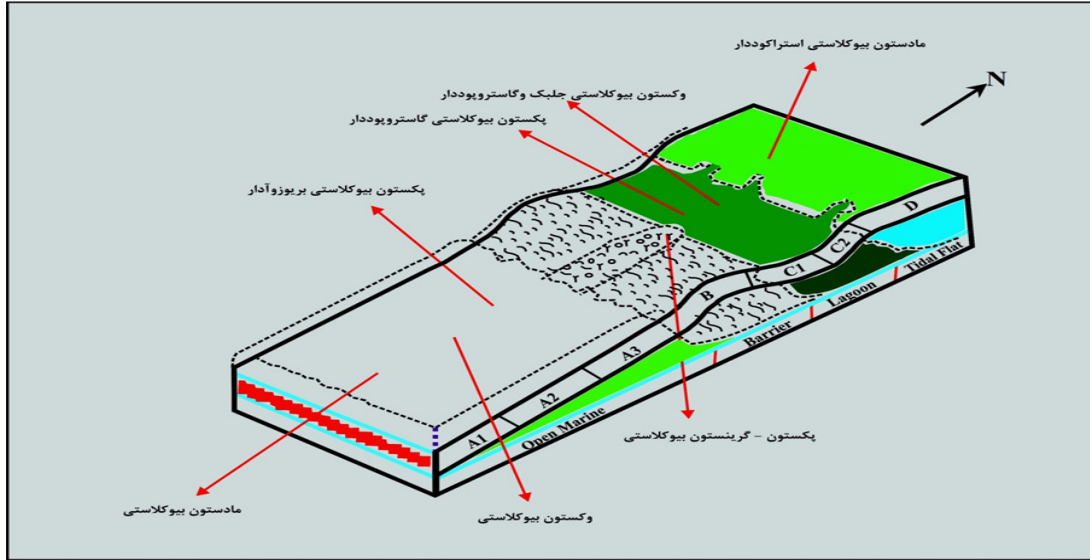 مادستون بیوکلاستی استراکوددار
N
وکستون بیوکلاستی جلبک وگاستروپوددار
پکستون بیوکلاستی گاستروپوددار
پکستون بیوکلاستی بریوزوآدار
D
C2
C1
B
A3
A2
A1
Tidal Flat
Lagoon
Barrier
Open Marine
پکستون – گرینستون بیوکلاستی
مادستون بیوکلاستی
وکستون بیوکلاستی